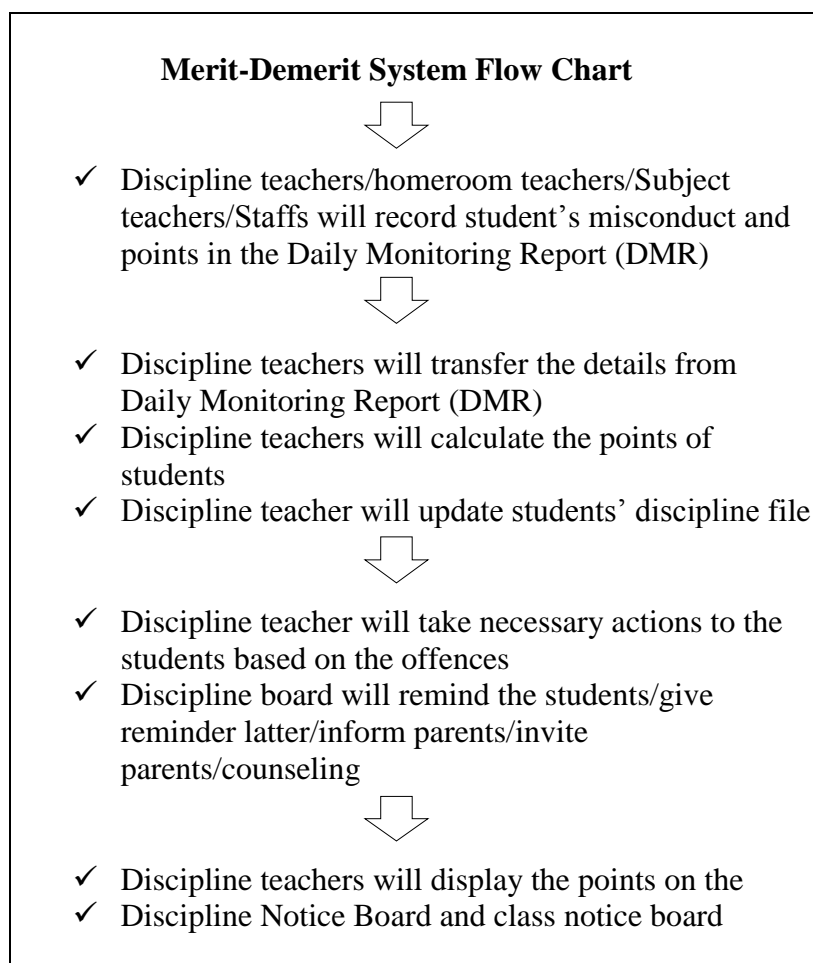 Merit-Demerit System Flow Chart
✓ Discipline teachers/homeroom teachers/Subject
teachers/Staffs will record student’s misconduct and
points in the Daily Monitoring Report (DMR)
✓ Discipline teachers will transfer the details from
Daily Monitoring Report (DMR)
✓ Discipline teachers will calculate the points of
students
✓ Discipline teacher will update students’ discipline file
✓ Discipline teacher will take necessary actions to the
students based on the offences
✓ Discipline board will remind the students/give
reminder latter/inform parents/invite
parents/counseling
✓ Discipline teachers will display the points on the
✓ Discipline Notice Board and class notice board